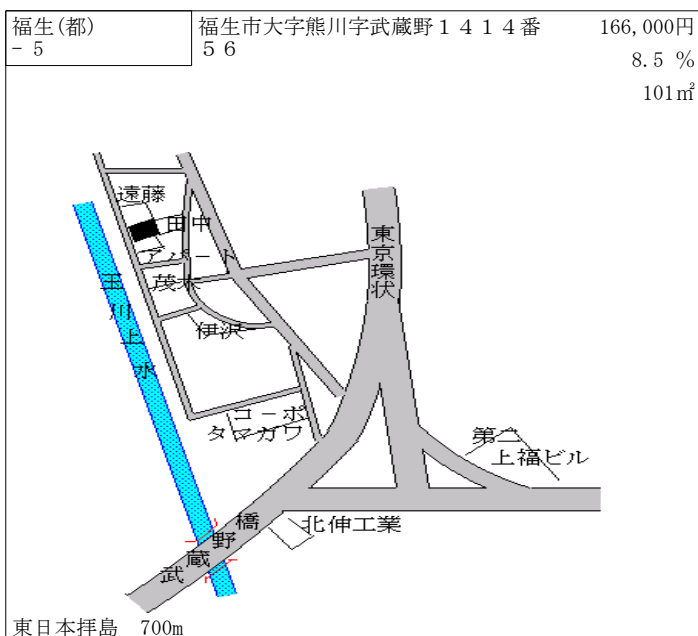 福生(都)
- 5
福生市大字熊川字武蔵野１４１４番
５６
166,000円
8.5 %
101㎡
遠藤
田中
アパート
茂木
伊沢
玉川上水
東京環状
コーポ
タマガワ
第二
上福ビル
北伸工業
武蔵野橋
東日本拝島　700m